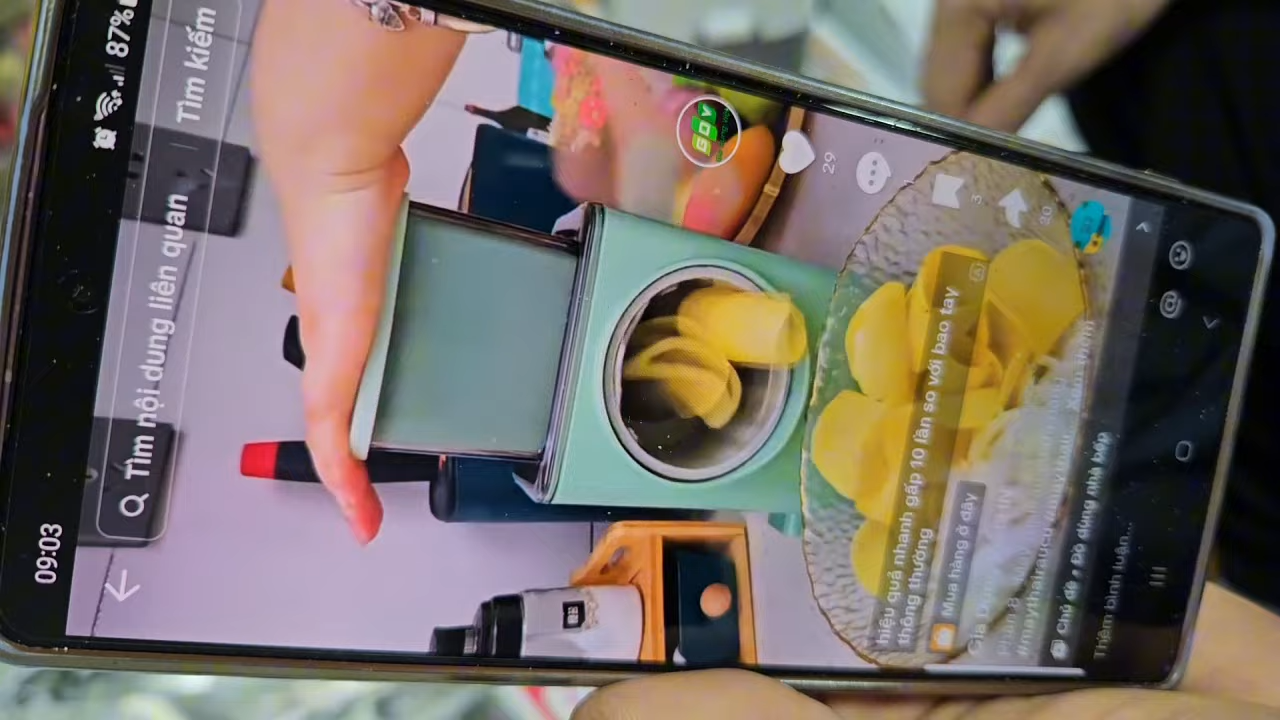 09:03
87%
Tìm nội dung liên quan
Tìm kiếm
GDV
29
3
30
hiệu quả nhanh gấp 10 lần so với bao tay
thông thường
Mua hàng ở đây
Chủ đề • Đồ dùng nhà bếp
Thêm bình luận...